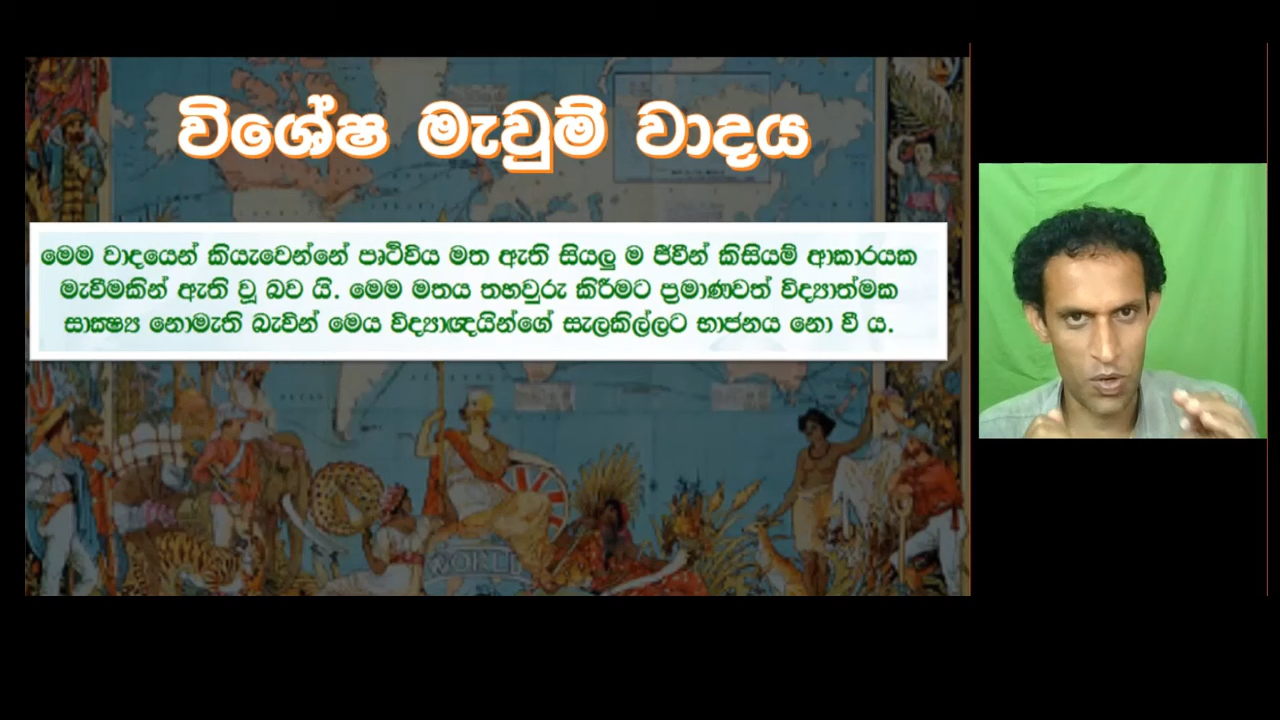 විශේෂ මැවුම් වාදය
මෙම වාදයෙන් කියැවෙන්නේ පෘථිවිය මත ඇති සියලු ම ජීවීන් කිසියම් ආකාරයක
මැවීමකින් ඇති වූ බව යි. මෙම මතය තහවුරු කිරීමට ප්‍රමාණවත් විද්‍යාත්මක
සාක්‍ෂ්‍ය නොමැති බැවින් මෙය විද්‍යාඥයින්ගේ සැලකිල්ලට භාජනය නො වී ය.
WORLD